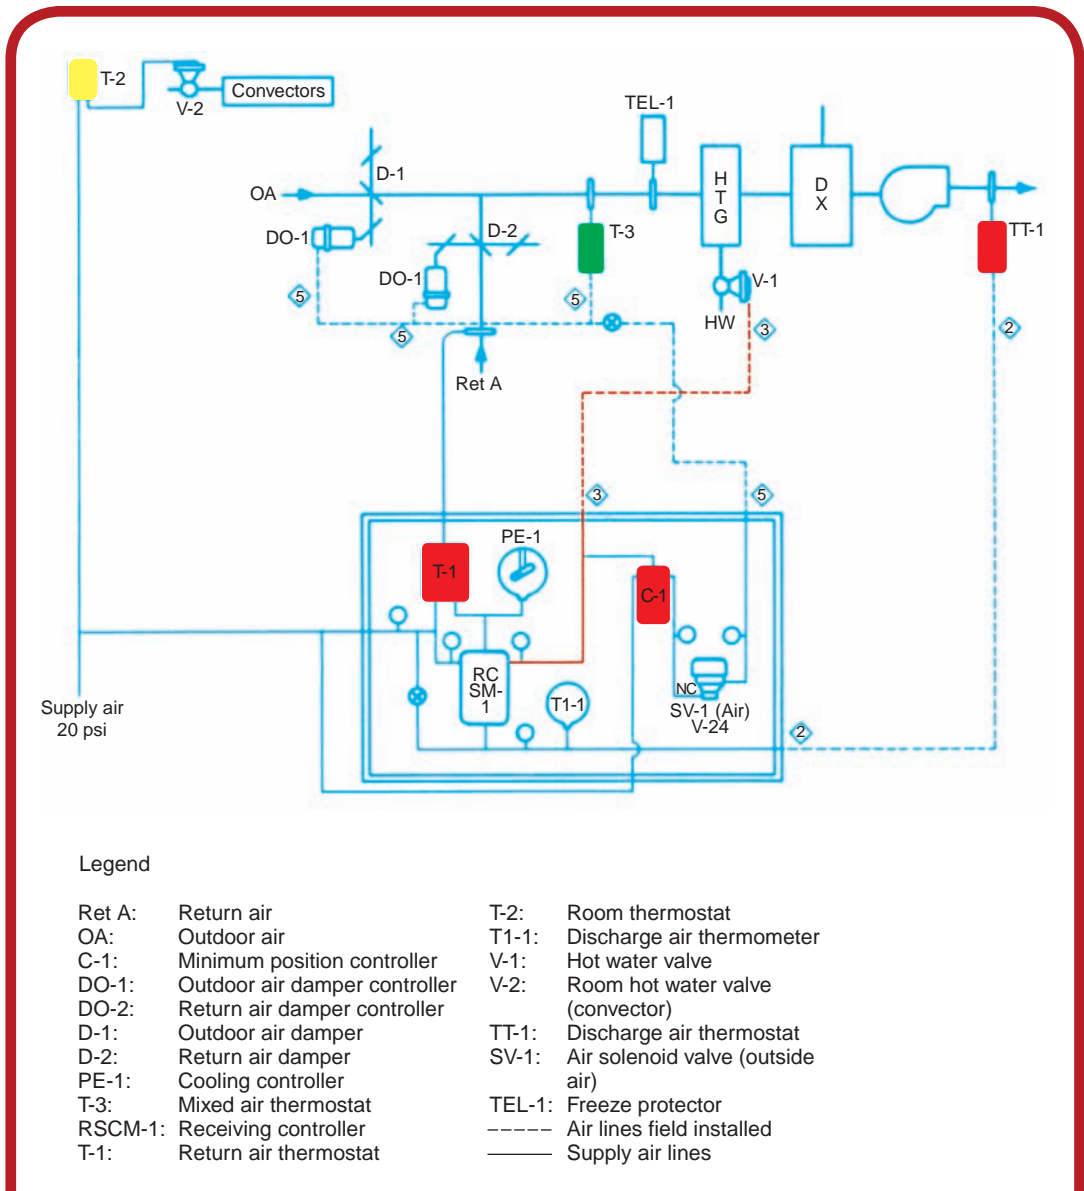 T-2
V-2
Convectors
TEL-1
OA
D-1
HTG
DX
DO-1
D-2
T-3
TT-1
DO-1
V-1
5
5
5
HW
3
2
Ret A
3
5
PE-1
T-1
C-1
RC
SM-
1
T1-1
NC
SV-1 (Air)
V-24
Supply air
20 psi
2
Legend
Ret A: Return air
OA: Outdoor air
C-1: Minimum position controller
DO-1: Outdoor air damper controller
DO-2: Return air damper controller
D-1: Outdoor air damper
D-2: Return air damper
PE-1: Cooling controller
T-3: Mixed air thermostat
RSCM-1: Receiving controller
T-1: Return air thermostat
T-2: Room thermostat
T1-1: Discharge air thermometer
V-1: Hot water valve
V-2: Room hot water valve
(convector)
TT-1: Discharge air thermostat
SV-1: Air solenoid valve (outside
air)
TEL-1: Freeze protector
Air lines field installed
Supply air lines